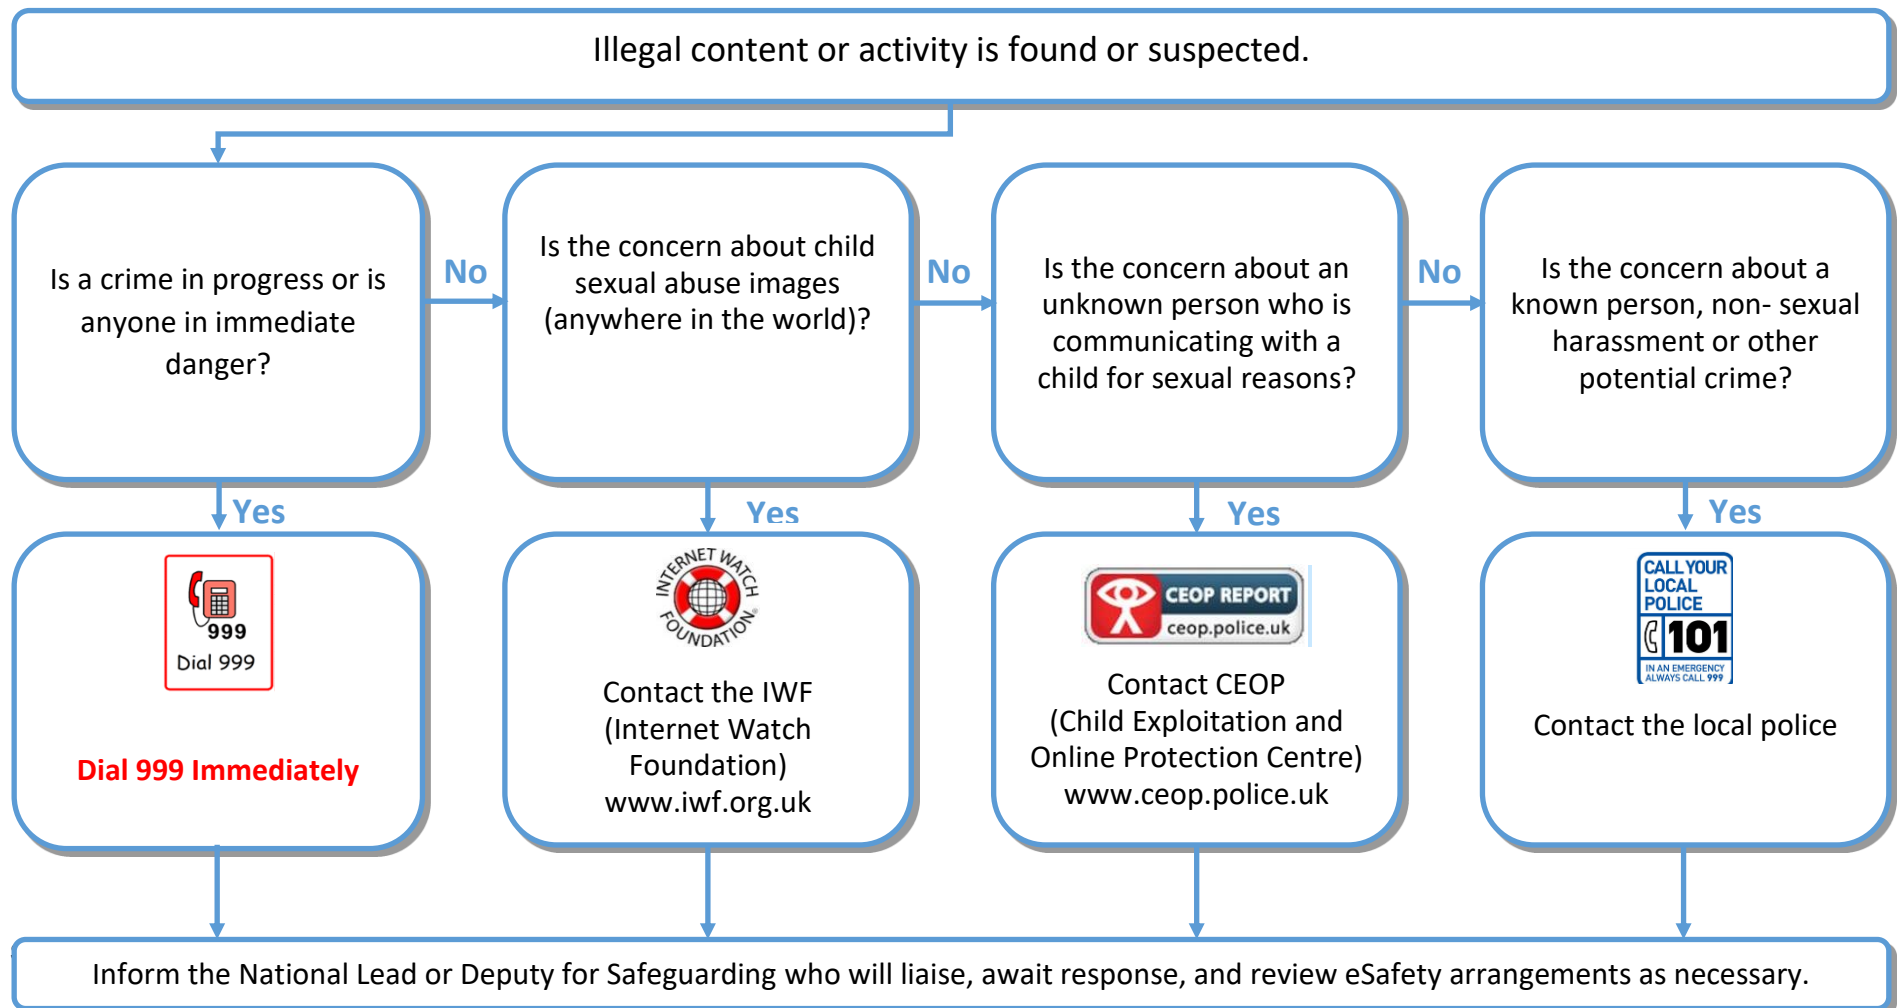 Illegal content or activity is found or suspected.
Is a crime in progress or is
anyone in immediate
danger?
No
Is the concern about child
sexual abuse images
(anywhere in the world)?
No
Is the concern about an
unknown person who is
communicating with a
child for sexual reasons?
No
Is the concern about a
known person, non- sexual
harassment or other
potential crime?
Yes
Yes
Yes
Yes
999
Dial 999
Dial 999 Immediately
INTERNET WATCH
FOUNDATION
Contact the IWF
(Internet Watch
Foundation)
www.iwf.org.uk
CEOP REPORT
ceop.police.uk
Contact CEOP
(Child Exploitation and
Online Protection Centre)
www.ceop.police.uk
CALL YOUR
LOCAL
POLICE
101
IN AN EMERGENCY
ALWAYS CALL 999
Contact the local police
Inform the National Lead or Deputy for Safeguarding who will liaise, await response, and review eSafety arrangements as necessary.